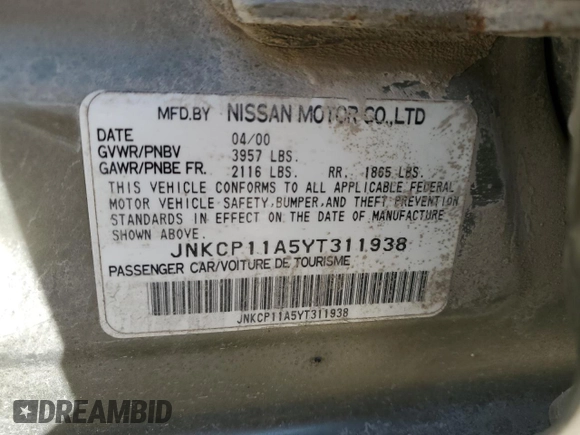 MFD.BY NISSAN MOTOR CO.,LTD
DATE 04/00
GVWR/PNBV 3957 LBS.
GAWR/PNBE FR. 2116 LBS. RR. 1865 LBS.
THIS VEHICLE CONFORMS TO ALL APPLICABLE FEDERAL
MOTOR VEHICLE SAFETY,BUMPER,AND THEFT PREVENTION
STANDARDS IN EFFECT ON THE DATE OF MANUFACTURE
SHOWN ABOVE.
JNKCP11A5YT311938
PASSENGER CAR/VOITURE DE TOURISME
JNKCP11A5YT311938
DREAMBID